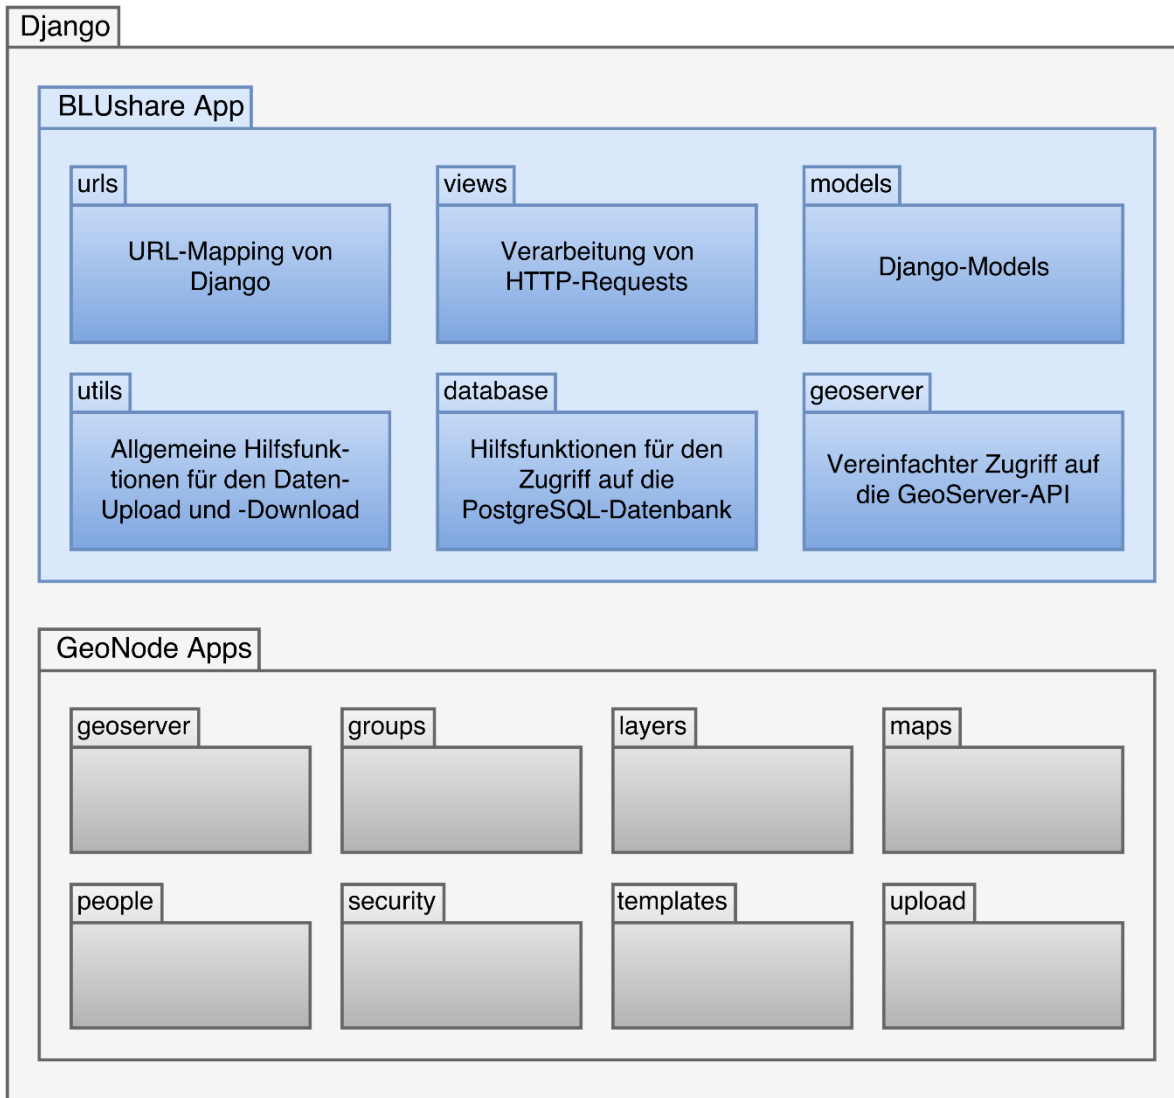 Django
BLUshare App
urls
URL-Mapping von
Django
views
Verarbeitung von
HTTP-Requests
models
Django-Models
utils
Allgemeine Hilfsfunk-
tionen für den Daten-
Upload und -Download
database
Hilfsfunktionen für den
Zugriff auf die
PostgreSQL-Datenbank
geoserver
Vereinfachter Zugriff auf
die GeoServer-API
GeoNode Apps
geoserver
groups
layers
maps
people
security
templates
upload